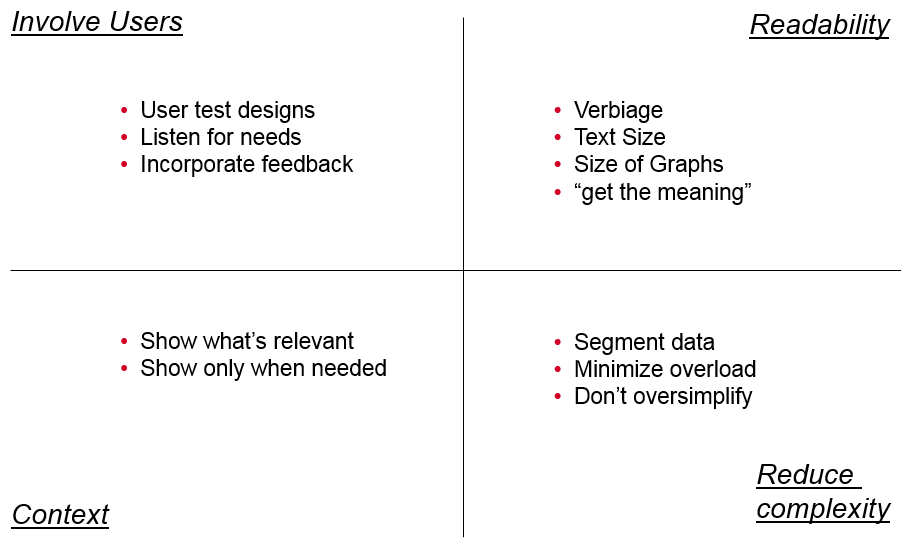 Involve Users
• User test designs
• Listen for needs
• Incorporate feedback
Readability
• Verbiage
• Text Size
• Size of Graphs
• “get the meaning”
• Show what’s relevant
• Show only when needed
Context
• Segment data
• Minimize overload
• Don’t oversimplify
Reduce
complexity